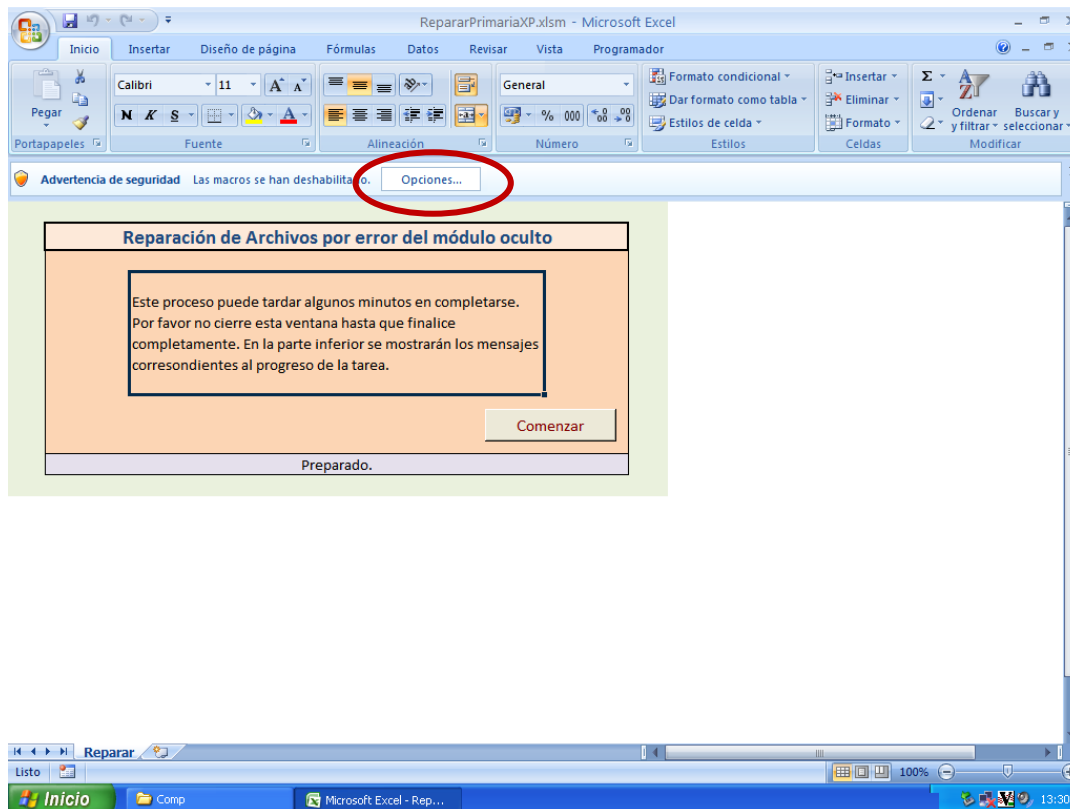 RepararPrimariaXP.xlsm - Microsoft Excel
Inicio Insertar Diseño de página Fórmulas Datos Revisar Vista Programador
Calibri 11 A A General Formato condicional Insertar Σ
Pegar Dar formato como tabla Eliminar Ordenar y filtrar Buscar y seleccionar
N K S A % 000 Estilos de celda Formato
Portapapeles Fuente Alineación Número Estilos Celdas Modificar
Advertencia de seguridad Las macros se han deshabilitado. Opciones...
Reparación de Archivos por error del módulo oculto
Este proceso puede tardar algunos minutos en completarse.
Por favor no cierre esta ventana hasta que finalice
completamente. En la parte inferior se mostrarán los mensajes
corresondientes al progreso de la tarea.
Comenzar
Preparado.
Reparar
Listo 100%
Inicio Comp Microsoft Excel - Rep... 13:30